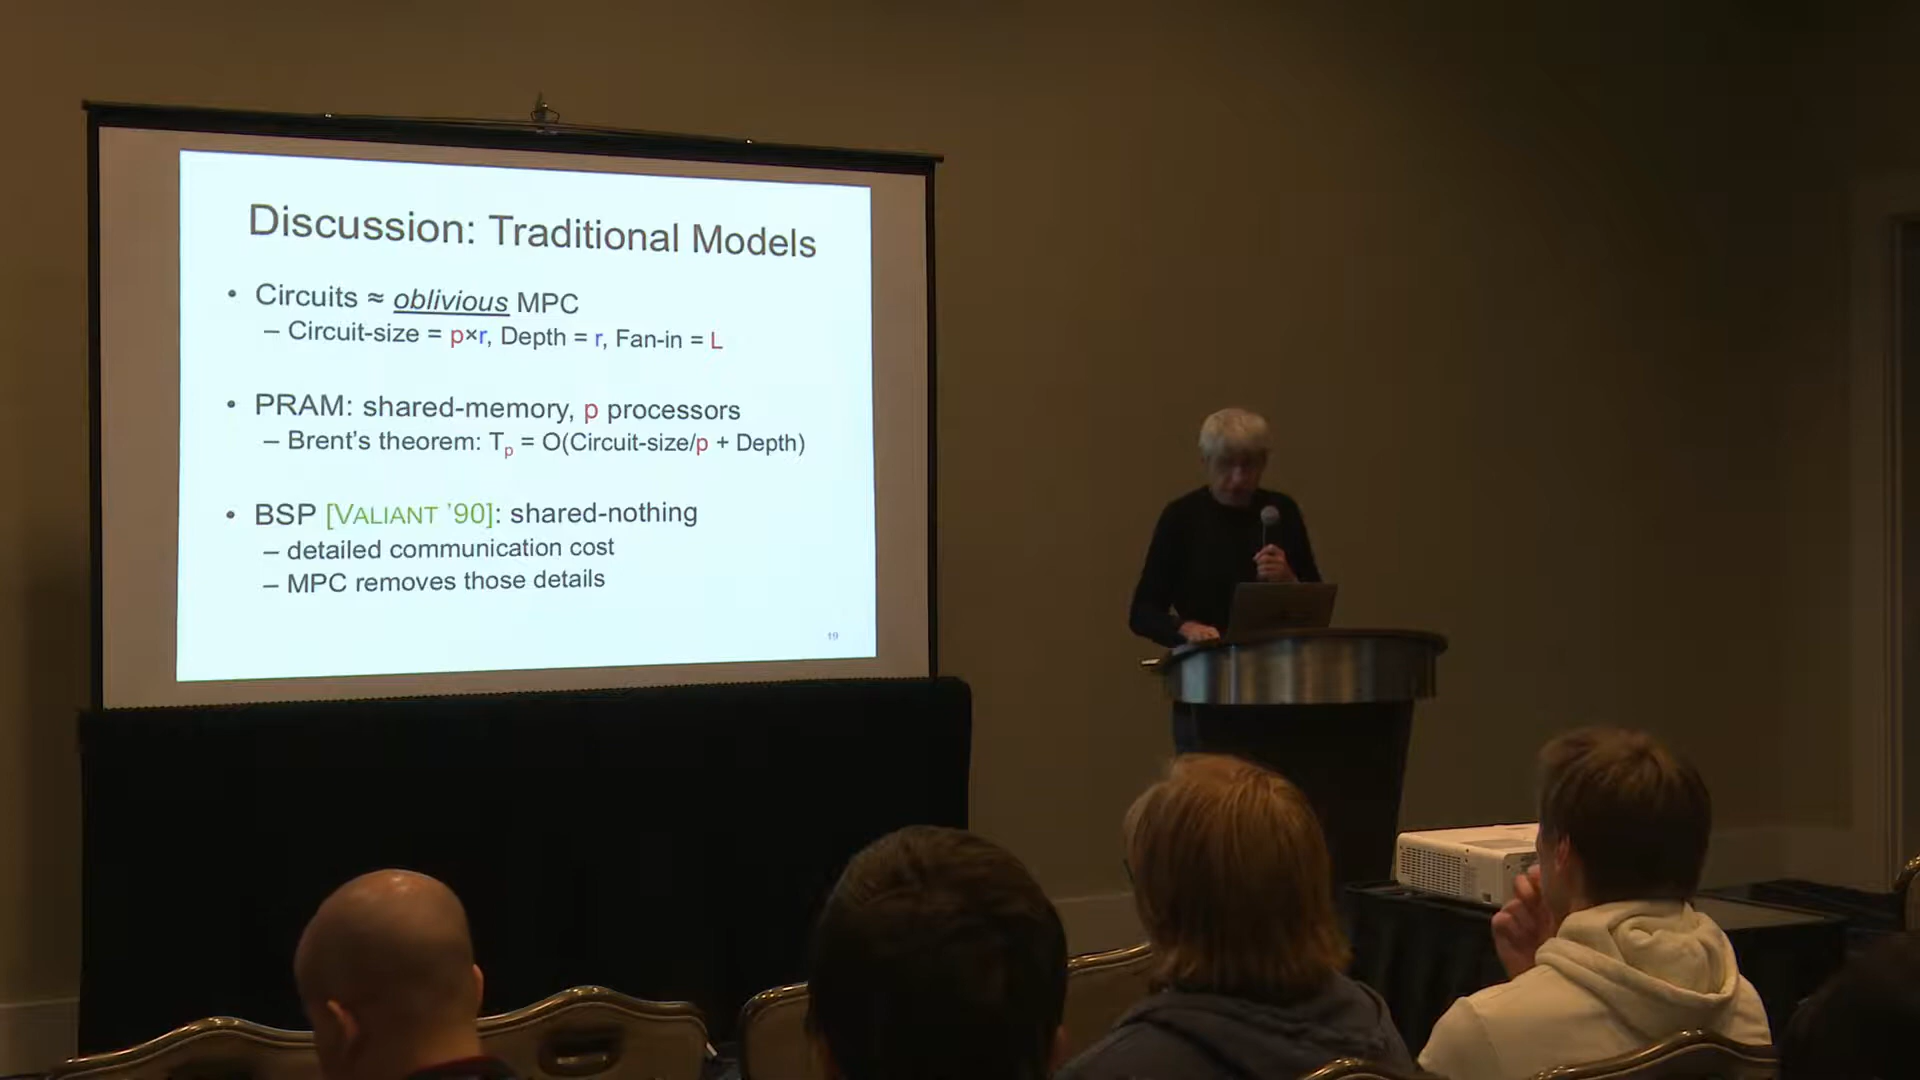 Discussion: Traditional Models
• Circuits ≈ oblivious MPC
– Circuit-size = p×r, Depth = r, Fan-in = L
• PRAM: shared-memory, p processors
– Brent's theorem: Tp = O(Circuit-size/p + Depth)
• BSP [VALIANT '90]: shared-nothing
– detailed communication cost
– MPC removes those details
19